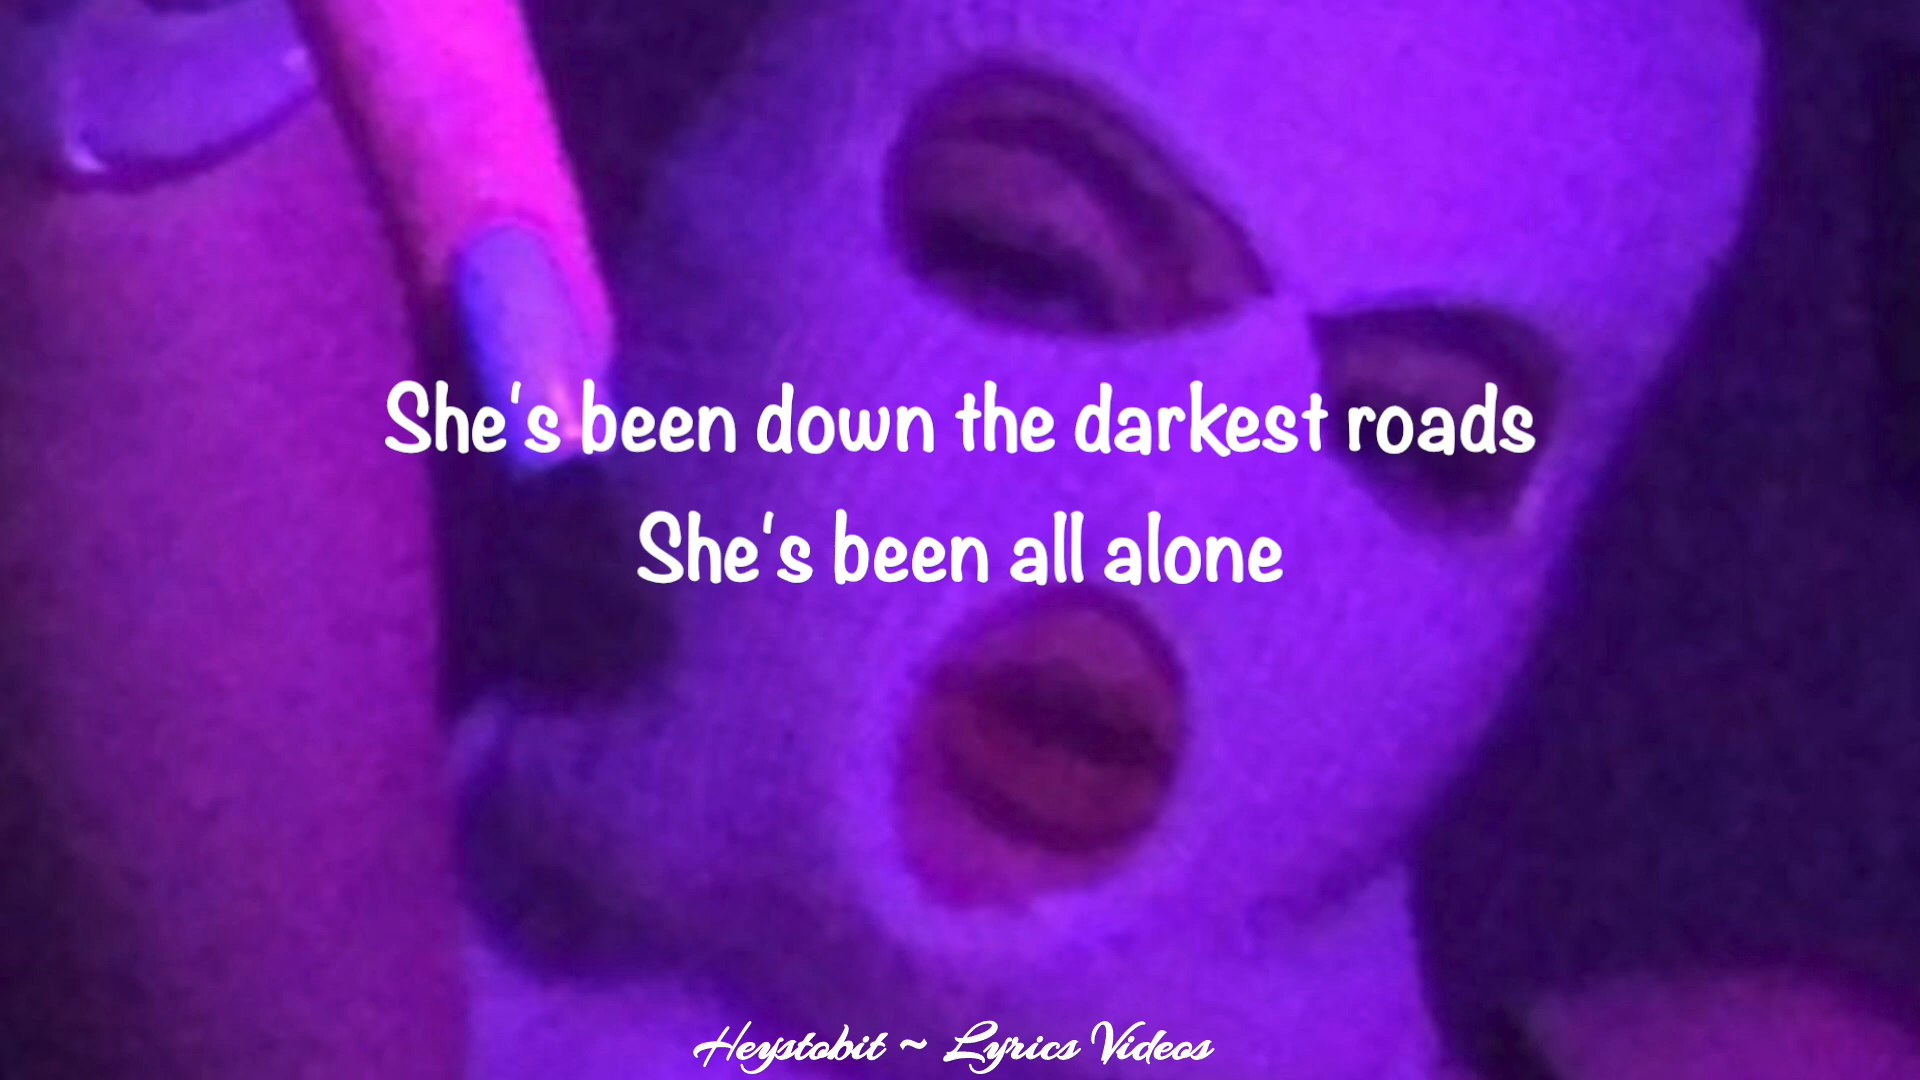 She's been down the darkest roads
She's been all alone
Heystobit ~ Lyrics Videos